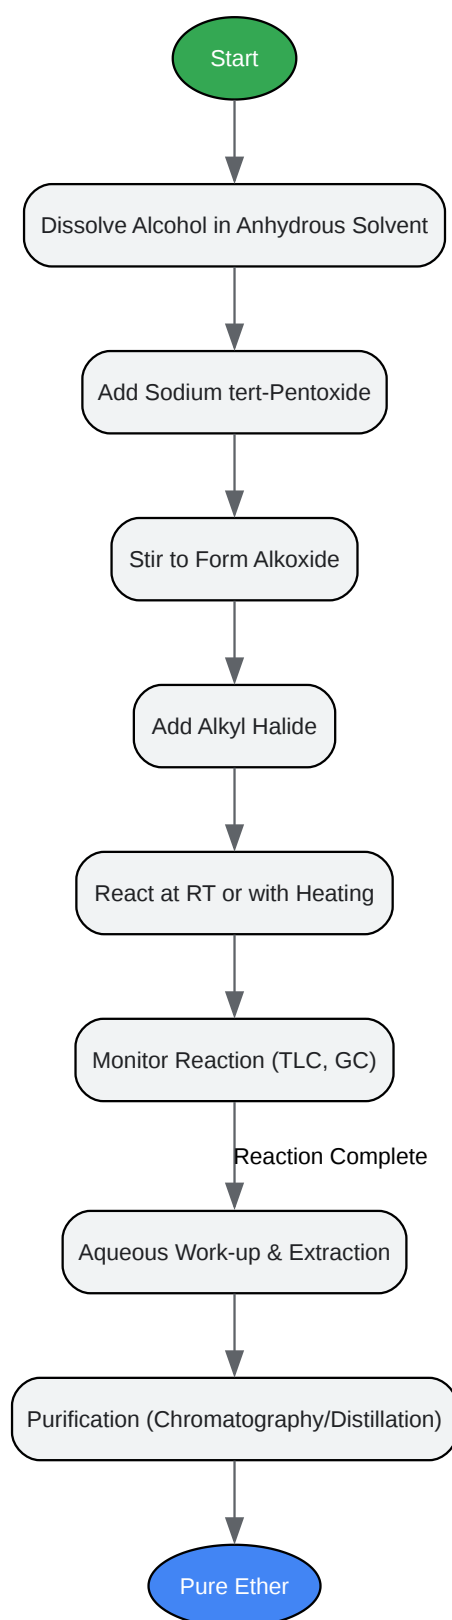 Start
Dissolve Alcohol in Anhydrous Solvent
Add Sodium tert-Pentoxide
Stir to Form Alkoxide
Add Alkyl Halide
React at RT or with Heating
Monitor Reaction (TLC, GC)
Reaction Complete
Aqueous Work-up & Extraction
Purification (Chromatography/Distillation)
Pure Ether